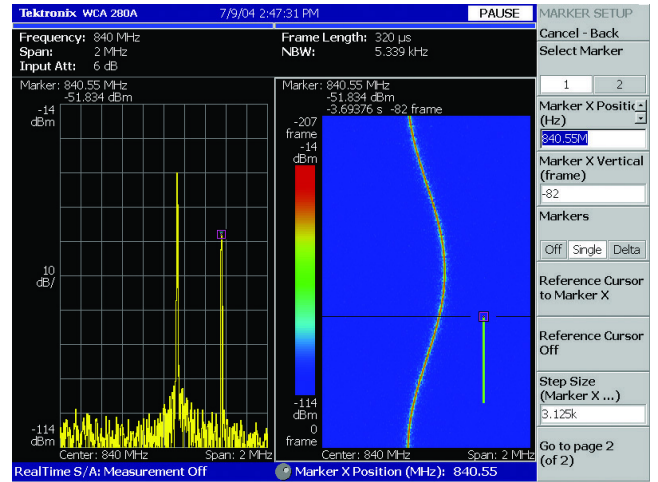 Tektronix WCA 280A 7/9/04 2:47:31 PM PAUSE
Frequency: 840 MHz
Span: 2 MHz
Input Att: 6 dB
Frame Length: 320 µs
NBW: 5.339 kHz
Marker: 840.55 MHz
-51.834 dBm
-14
dBm
10
dB/
-114
dBm
Center: 840 MHz Span: 2 MHz
Marker: 840.55 MHz
-51.834 dBm
-3.69376 s -82 frame
-207
frame
-14
dBm
-114
dBm
0
frame
Center: 840 MHz Span: 2 MHz
RealTime S/A: Measurement Off
Marker X Position (MHz): 840.55
MARKER SETUP
Cancel - Back
Select Marker
1 2
Marker X Positic
(Hz)
840.55M
Marker X Vertical
(frame)
-82
Markers
Off Single Delta
Reference Cursor
to Marker X
Reference Cursor
Off
Step Size
(Marker X ...)
3.125k
Go to page 2
(of 2)